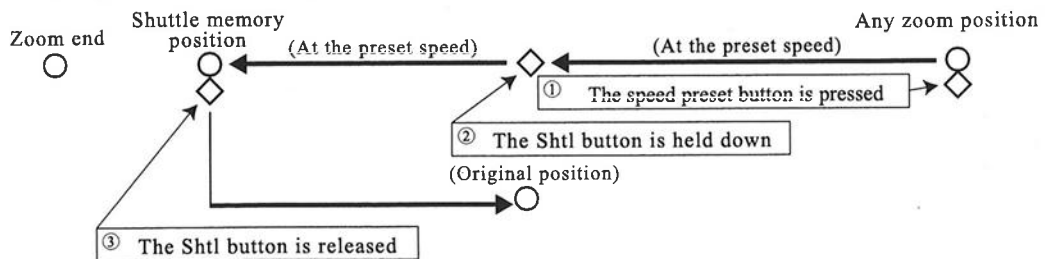 Zoom end
Shuttle memory
position
(At the preset speed)
(At the preset speed)
Any zoom position
① The speed preset button is pressed
② The Shtl button is held down
(Original position)
③ The Shtl button is released